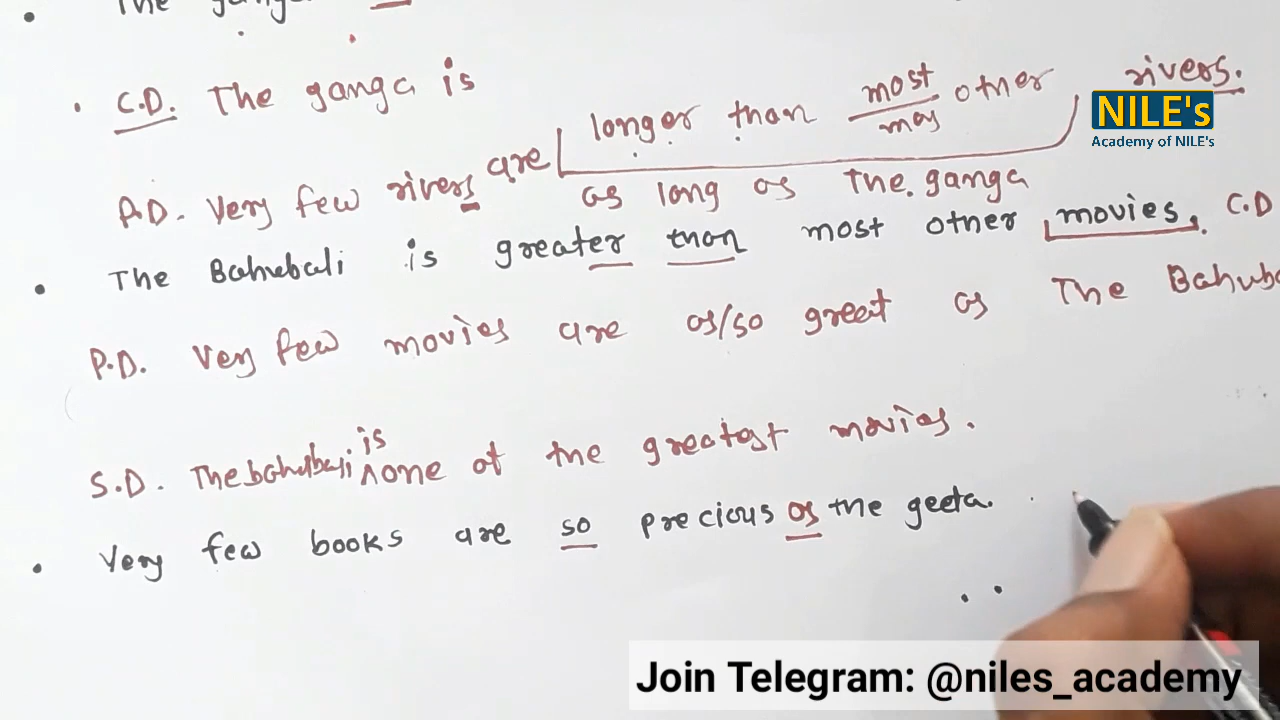 The
C.D. The ganga is longer than most/many other rivers.
P.D. Very few rivers are as long as The ganga
The Bahubali is greater than most other movies. C.D
P.D. Very few movies are as/so great as The Bahuba
S.D. The bahubali is one of the greatest movies.
Very few books are so precious as the geeta.
NILE's
Academy of NILE's
Join Telegram: @niles_academy